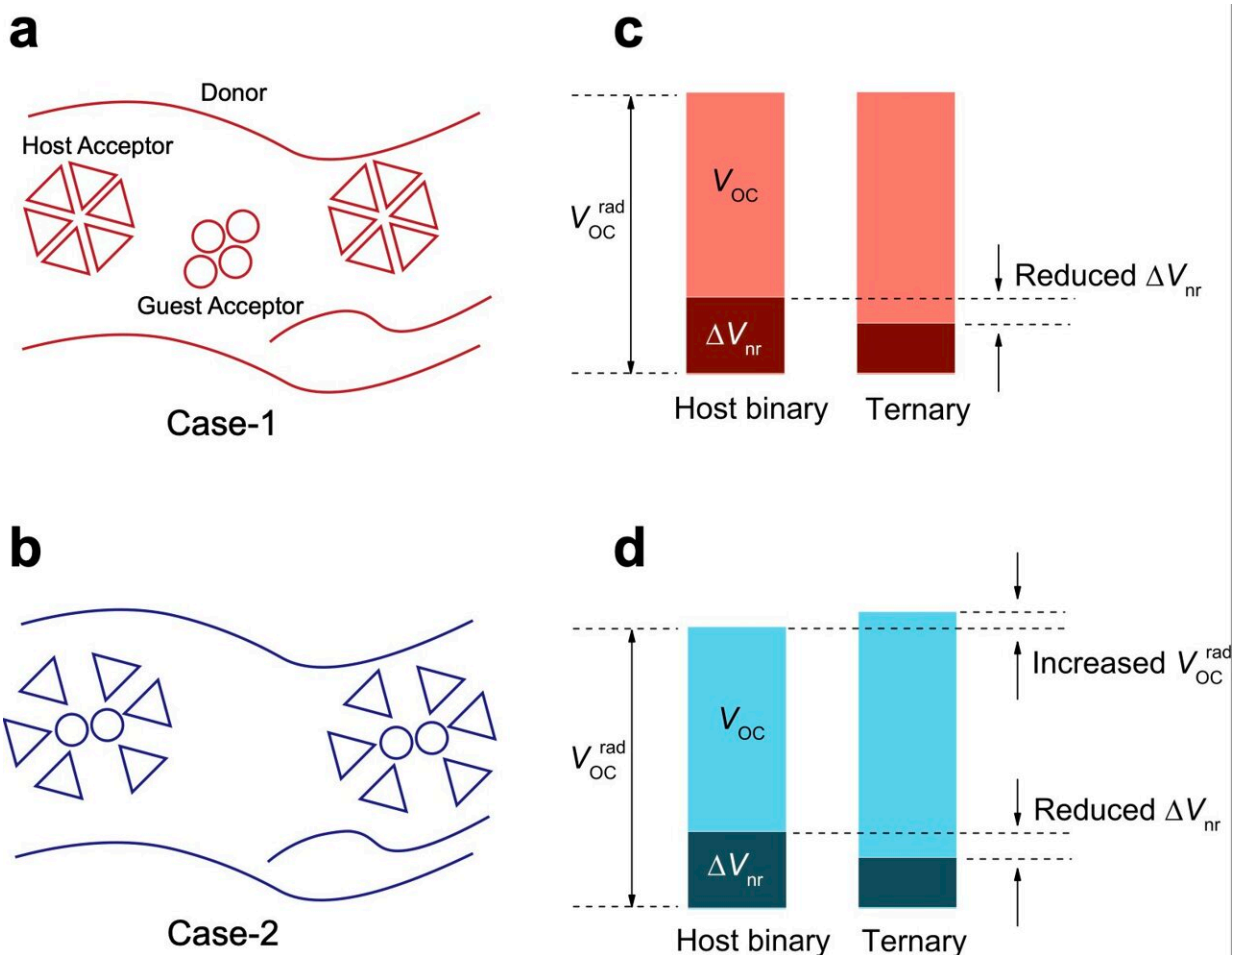 a
Donor
Host Acceptor
Guest Acceptor
Case-1
c
V_OC^rad
V_OC
ΔV_nr
Reduced ΔV_nr
Host binary
Ternary
b
Case-2
d
V_OC^rad
V_OC
ΔV_nr
Increased V_OC^rad
Reduced ΔV_nr
Host binary
Ternary